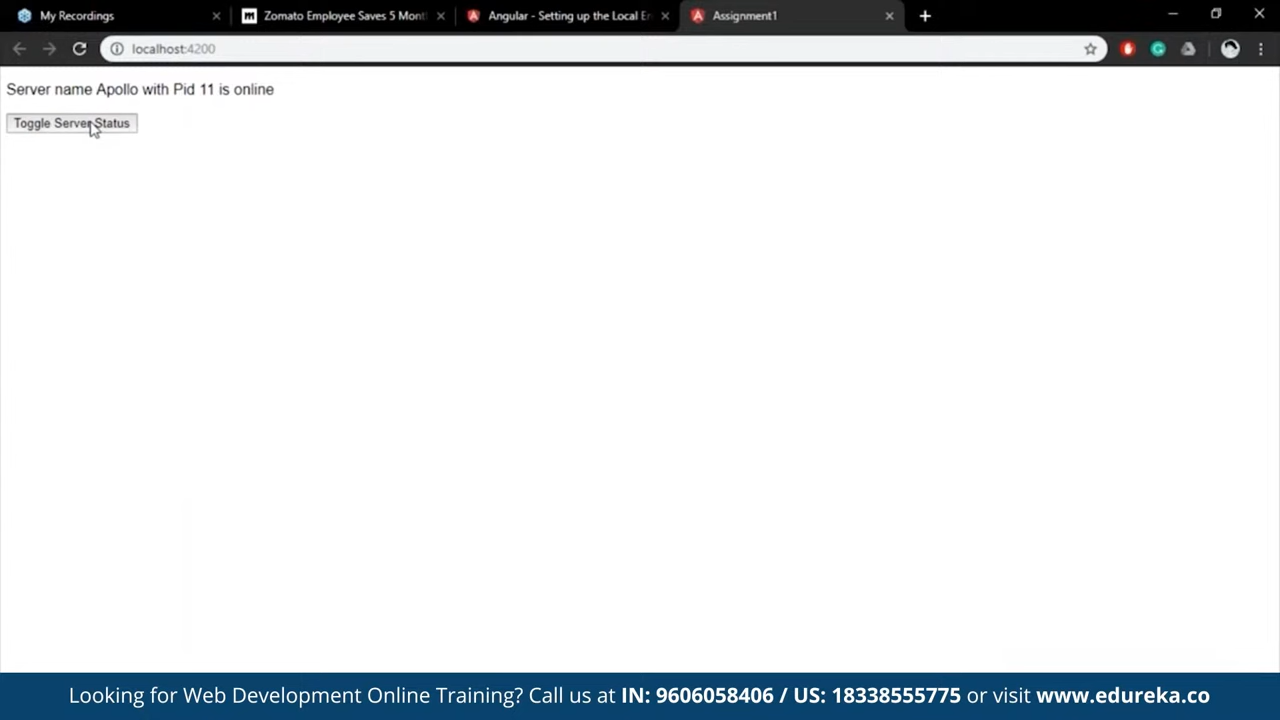 My Recordings
Zomato Employee Saves 5 Mont
Angular - Setting up the Local En
Assignment1
localhost:4200
Server name Apollo with Pid 11 is online
Toggle Server Status
Looking for Web Development Online Training? Call us at IN: 9606058406 / US: 18338555775 or visit www.edureka.co